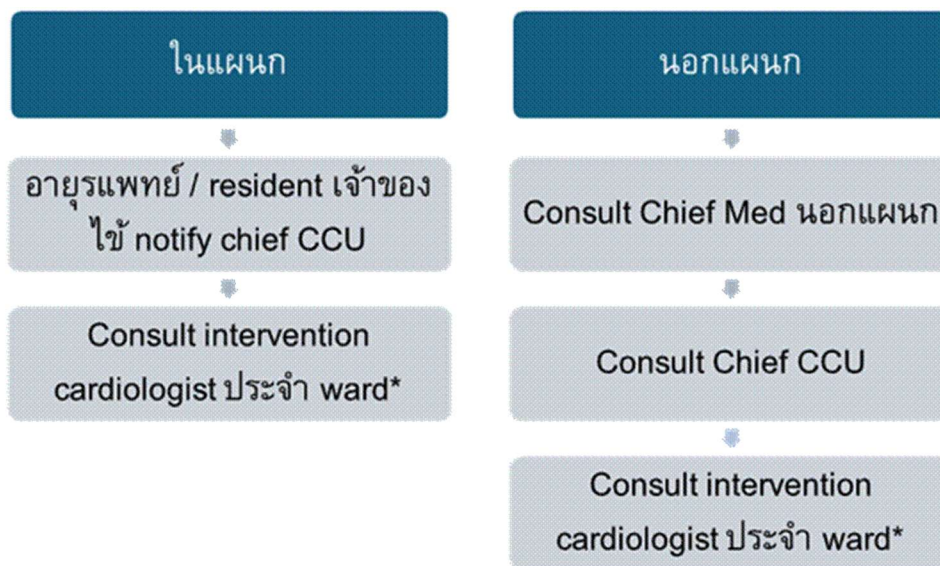 ในแผนก
อายุรแพทย์ / resident เจ้าของ
ไข้ notify chief CCU
Consult intervention
cardiologist ประจำ ward*
นอกแผนก
Consult Chief Med นอกแผนก
Consult Chief CCU
Consult intervention
cardiologist ประจำ ward*